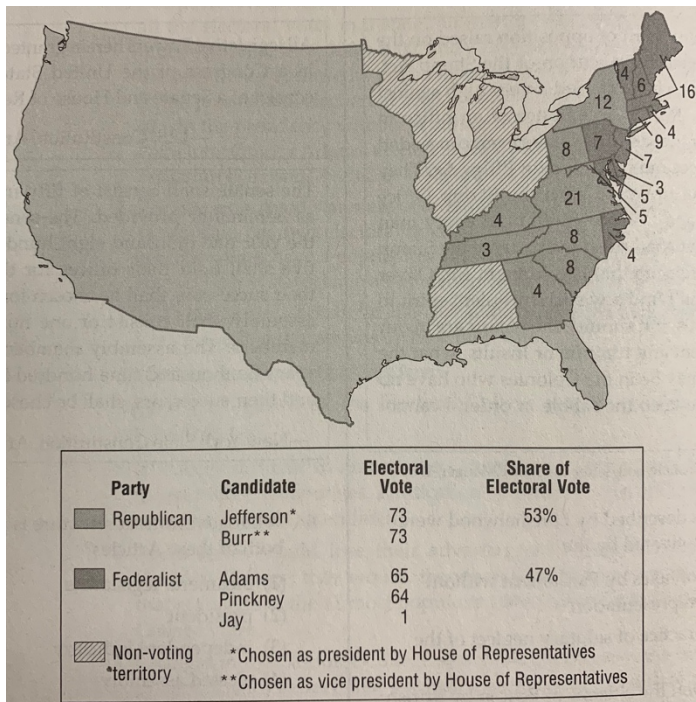 4
6
16
12
4
9
8
7
7
3
5
5
21
4
8
4
3
8
4
Party Candidate Electoral Vote Share of Electoral Vote
Republican Jefferson* 73 53%
Burr** 73
Federalist Adams 65 47%
Pinckney 64
Jay 1
Non-voting territory
*Chosen as president by House of Representatives
**Chosen as vice president by House of Representatives